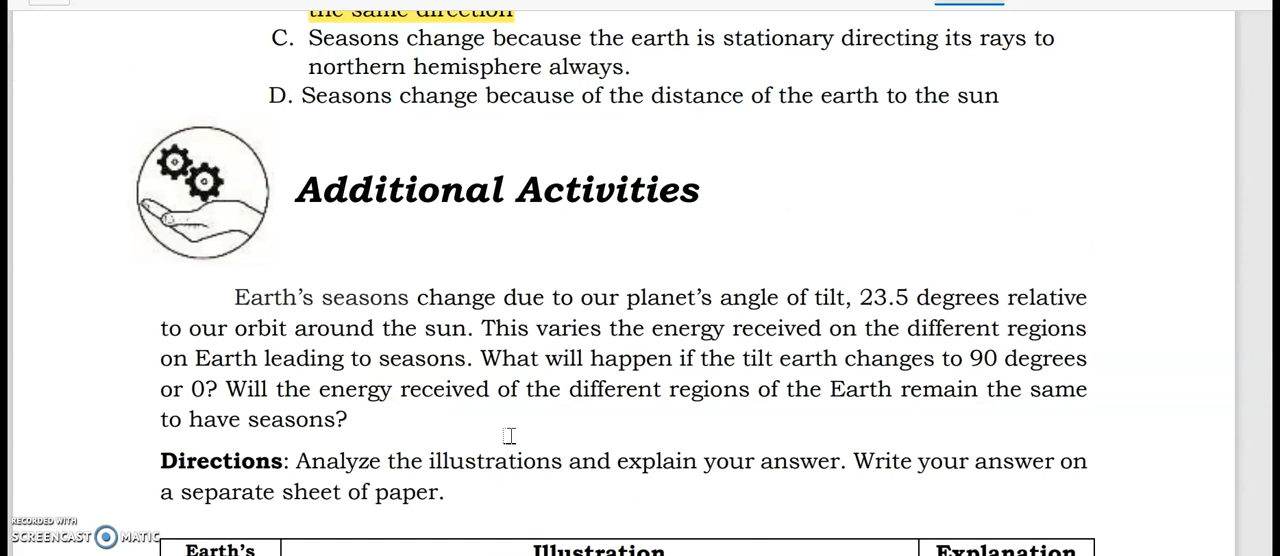 the same direction
C. Seasons change because the earth is stationary directing its rays to
northern hemisphere always.
D. Seasons change because of the distance of the earth to the sun
Additional Activities
Earth's seasons change due to our planet's angle of tilt, 23.5 degrees relative
to our orbit around the sun. This varies the energy received on the different regions
on Earth leading to seasons. What will happen if the tilt earth changes to 90 degrees
or 0? Will the energy received of the different regions of the Earth remain the same
to have seasons?
Directions: Analyze the illustrations and explain your answer. Write your answer on
a separate sheet of paper.
RECORDED WITH
SCREENCAST MATIC
Earth's Illustration Explanation